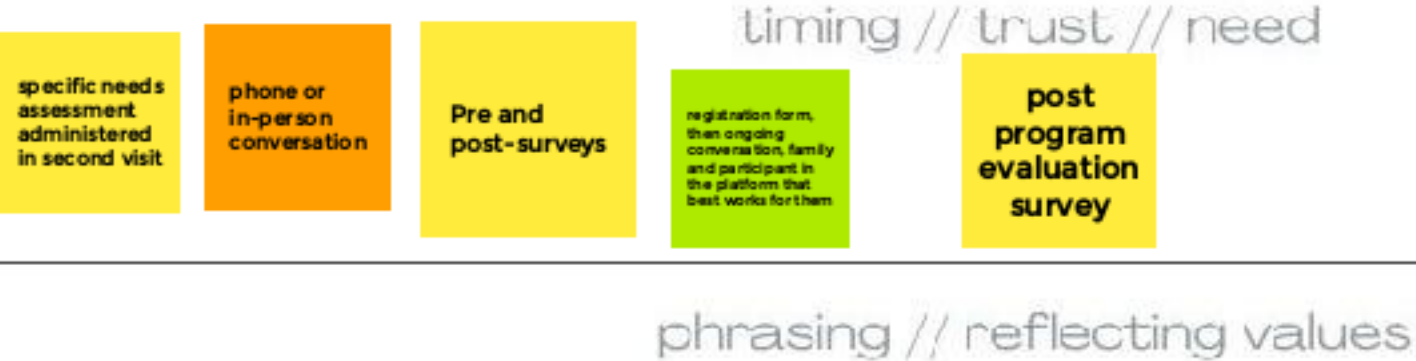 timing // trust // need
specific needs
assessment
administered
in second visit
phone or
in-person
conversation
Pre and
post-surveys
registration form,
then ongoing
conversation, family
and participant in
the platform that
best works for them
post
program
evaluation
survey
phrasing // reflecting values